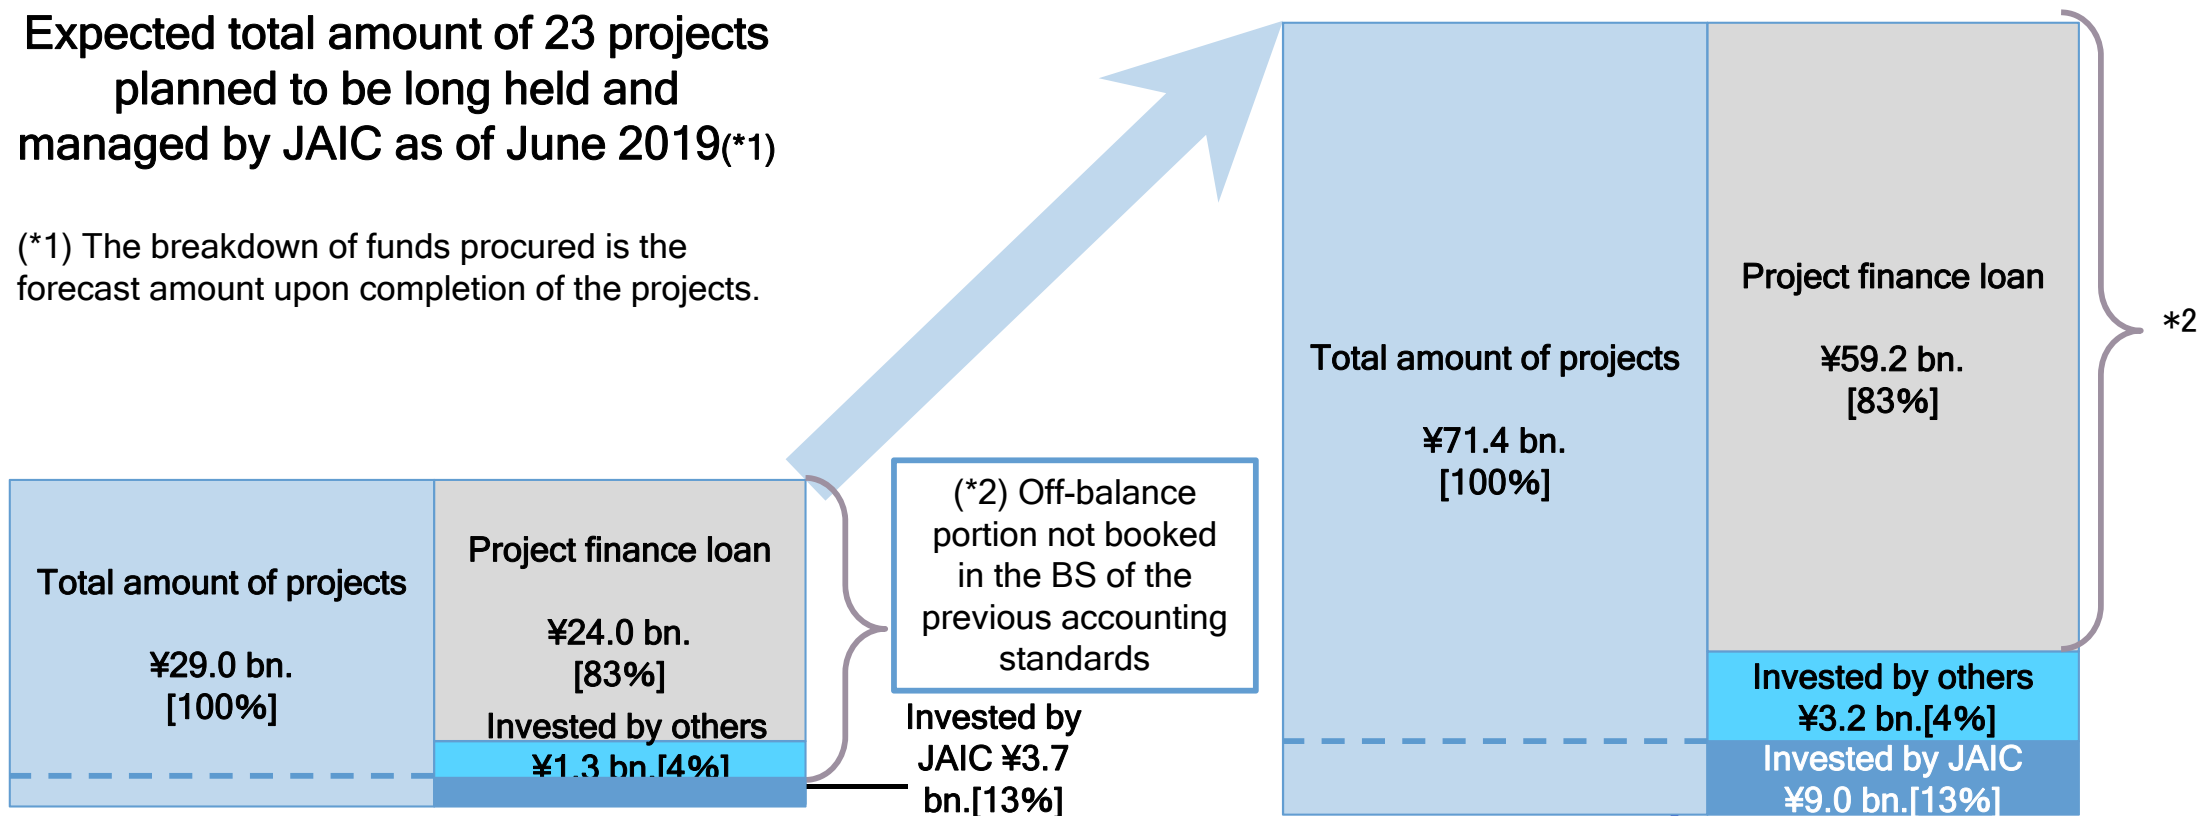 Expected total amount of 23 projects
planned to be long held and
managed by JAIC as of June 2019(*1)
(*1) The breakdown of funds procured is the
forecast amount upon completion of the projects.
Total amount of projects
¥29.0 bn.
[100%]
Project finance loan
¥24.0 bn.
[83%]
Invested by others
¥1.3 bn.[4%]
(*2) Off-balance
portion not booked
in the BS of the
previous accounting
standards
Invested by
JAIC ¥3.7
bn.[13%]
Total amount of projects
¥71.4 bn.
[100%]
Project finance loan
¥59.2 bn.
[83%]
Invested by others
¥3.2 bn.[4%]
Invested by JAIC
¥9.0 bn.[13%]
*2